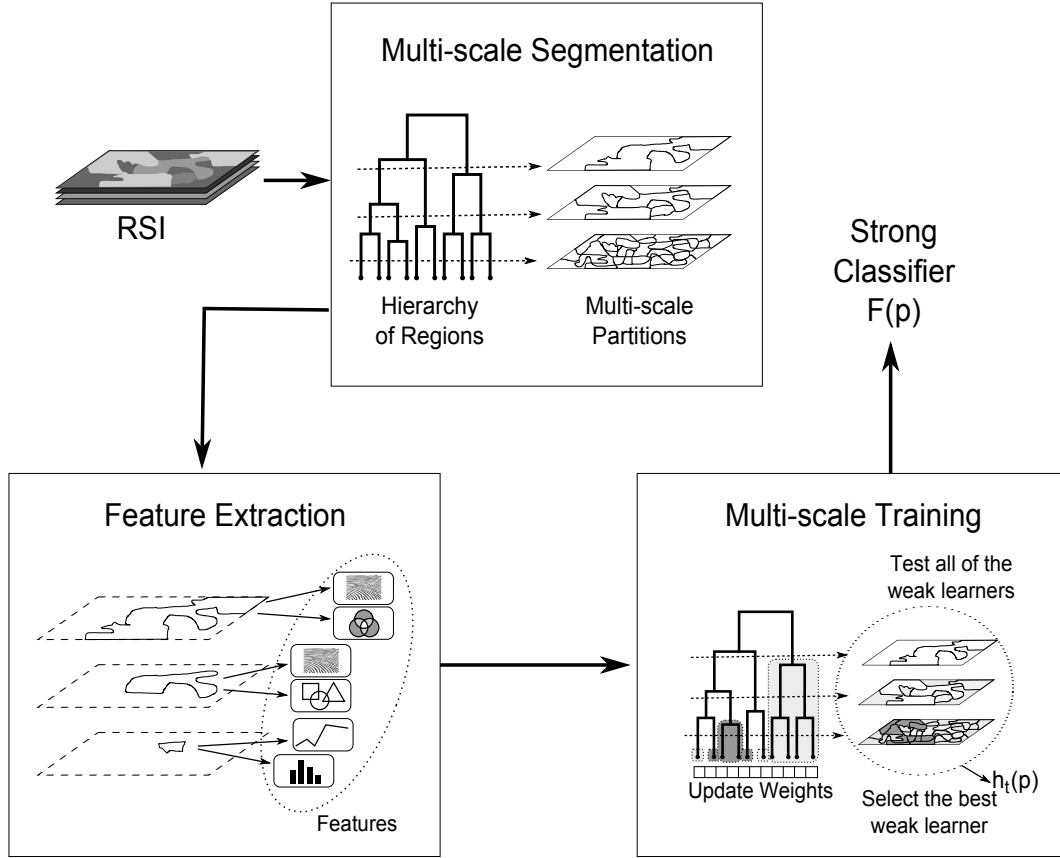 Multi-scale Segmentation
RSI
Hierarchy
of Regions
Multi-scale
Partitions
Strong
Classifier
F(p)
Feature Extraction
Features
Multi-scale Training
Test all of the
weak learners
Update Weights
h_t(p)
Select the best
weak learner